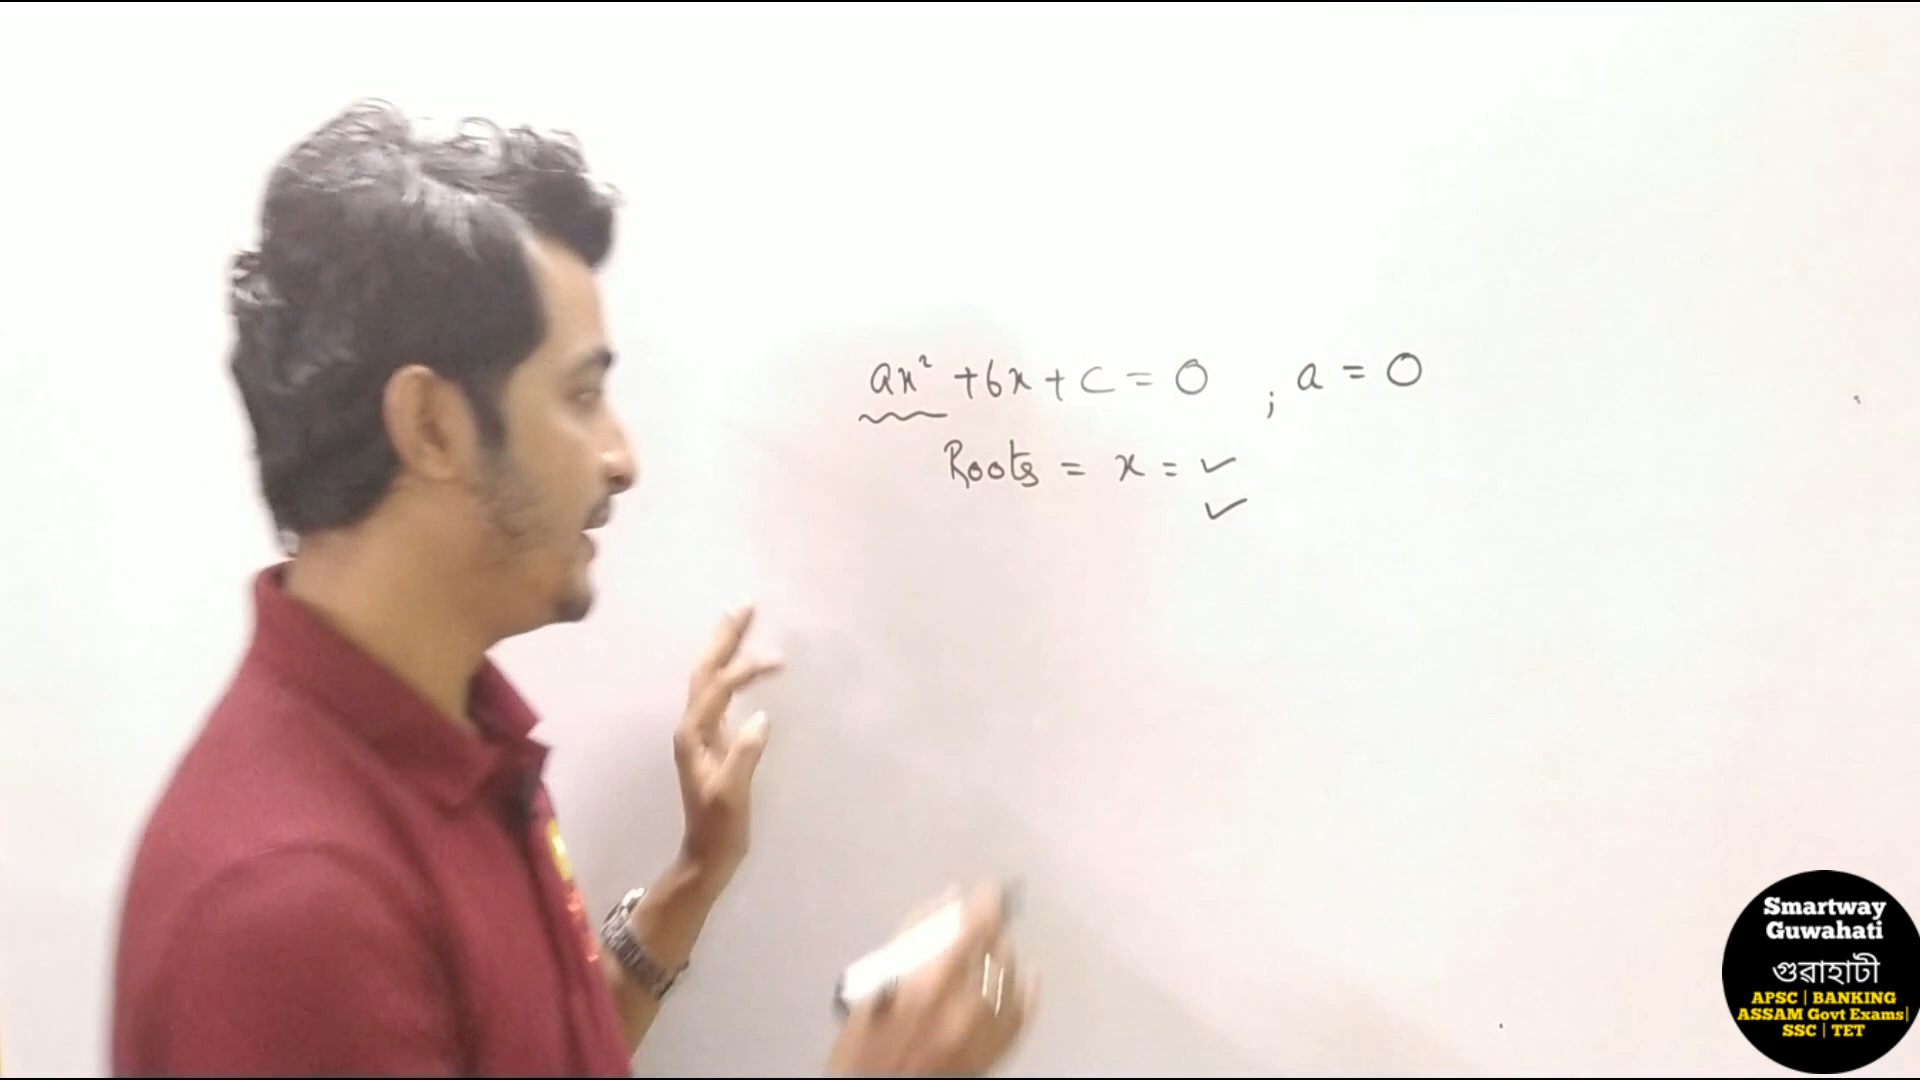 ax² + bx + c = 0 ; a = 0
Roots = x = ✓
✓
Smartway
Guwahati
গুৱাহাটী
APSC | BANKING
ASSAM Govt Exams|
SSC | TET